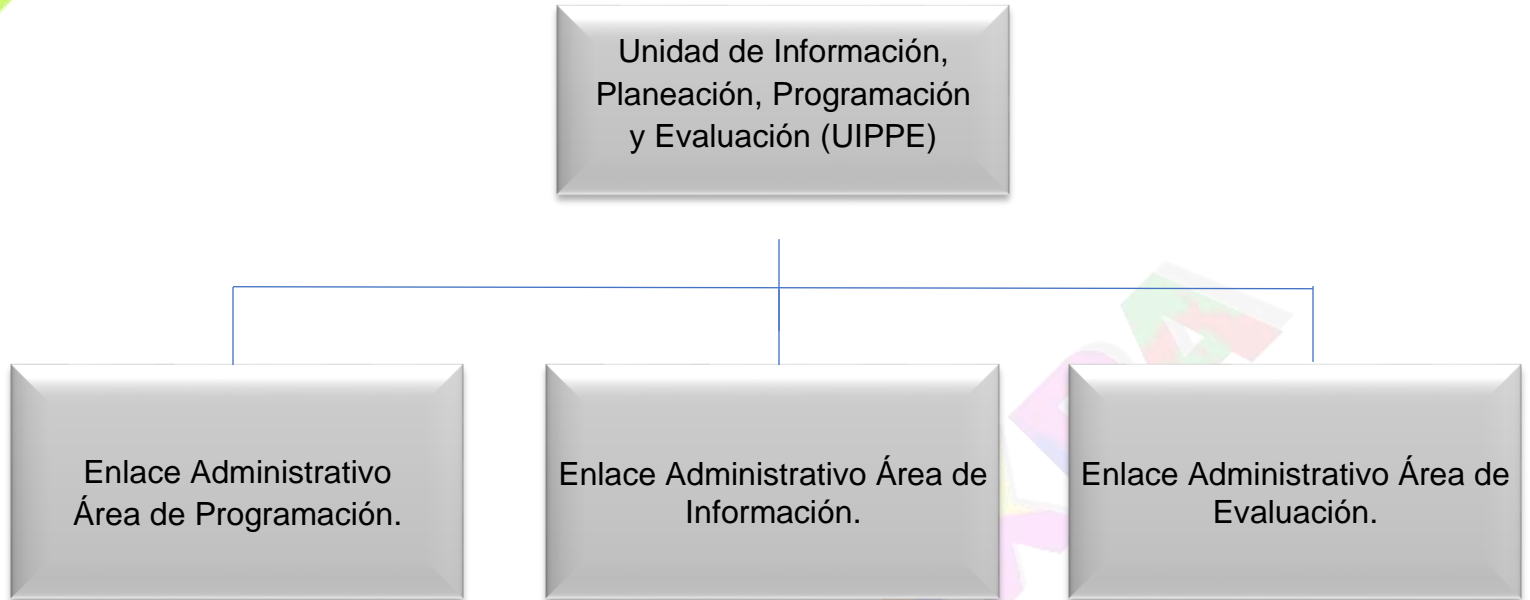 Unidad de Información,
Planeación, Programación
y Evaluación (UIPPE)
Enlace Administrativo
Área de Programación.
Enlace Administrativo Área de
Información.
Enlace Administrativo Área de
Evaluación.